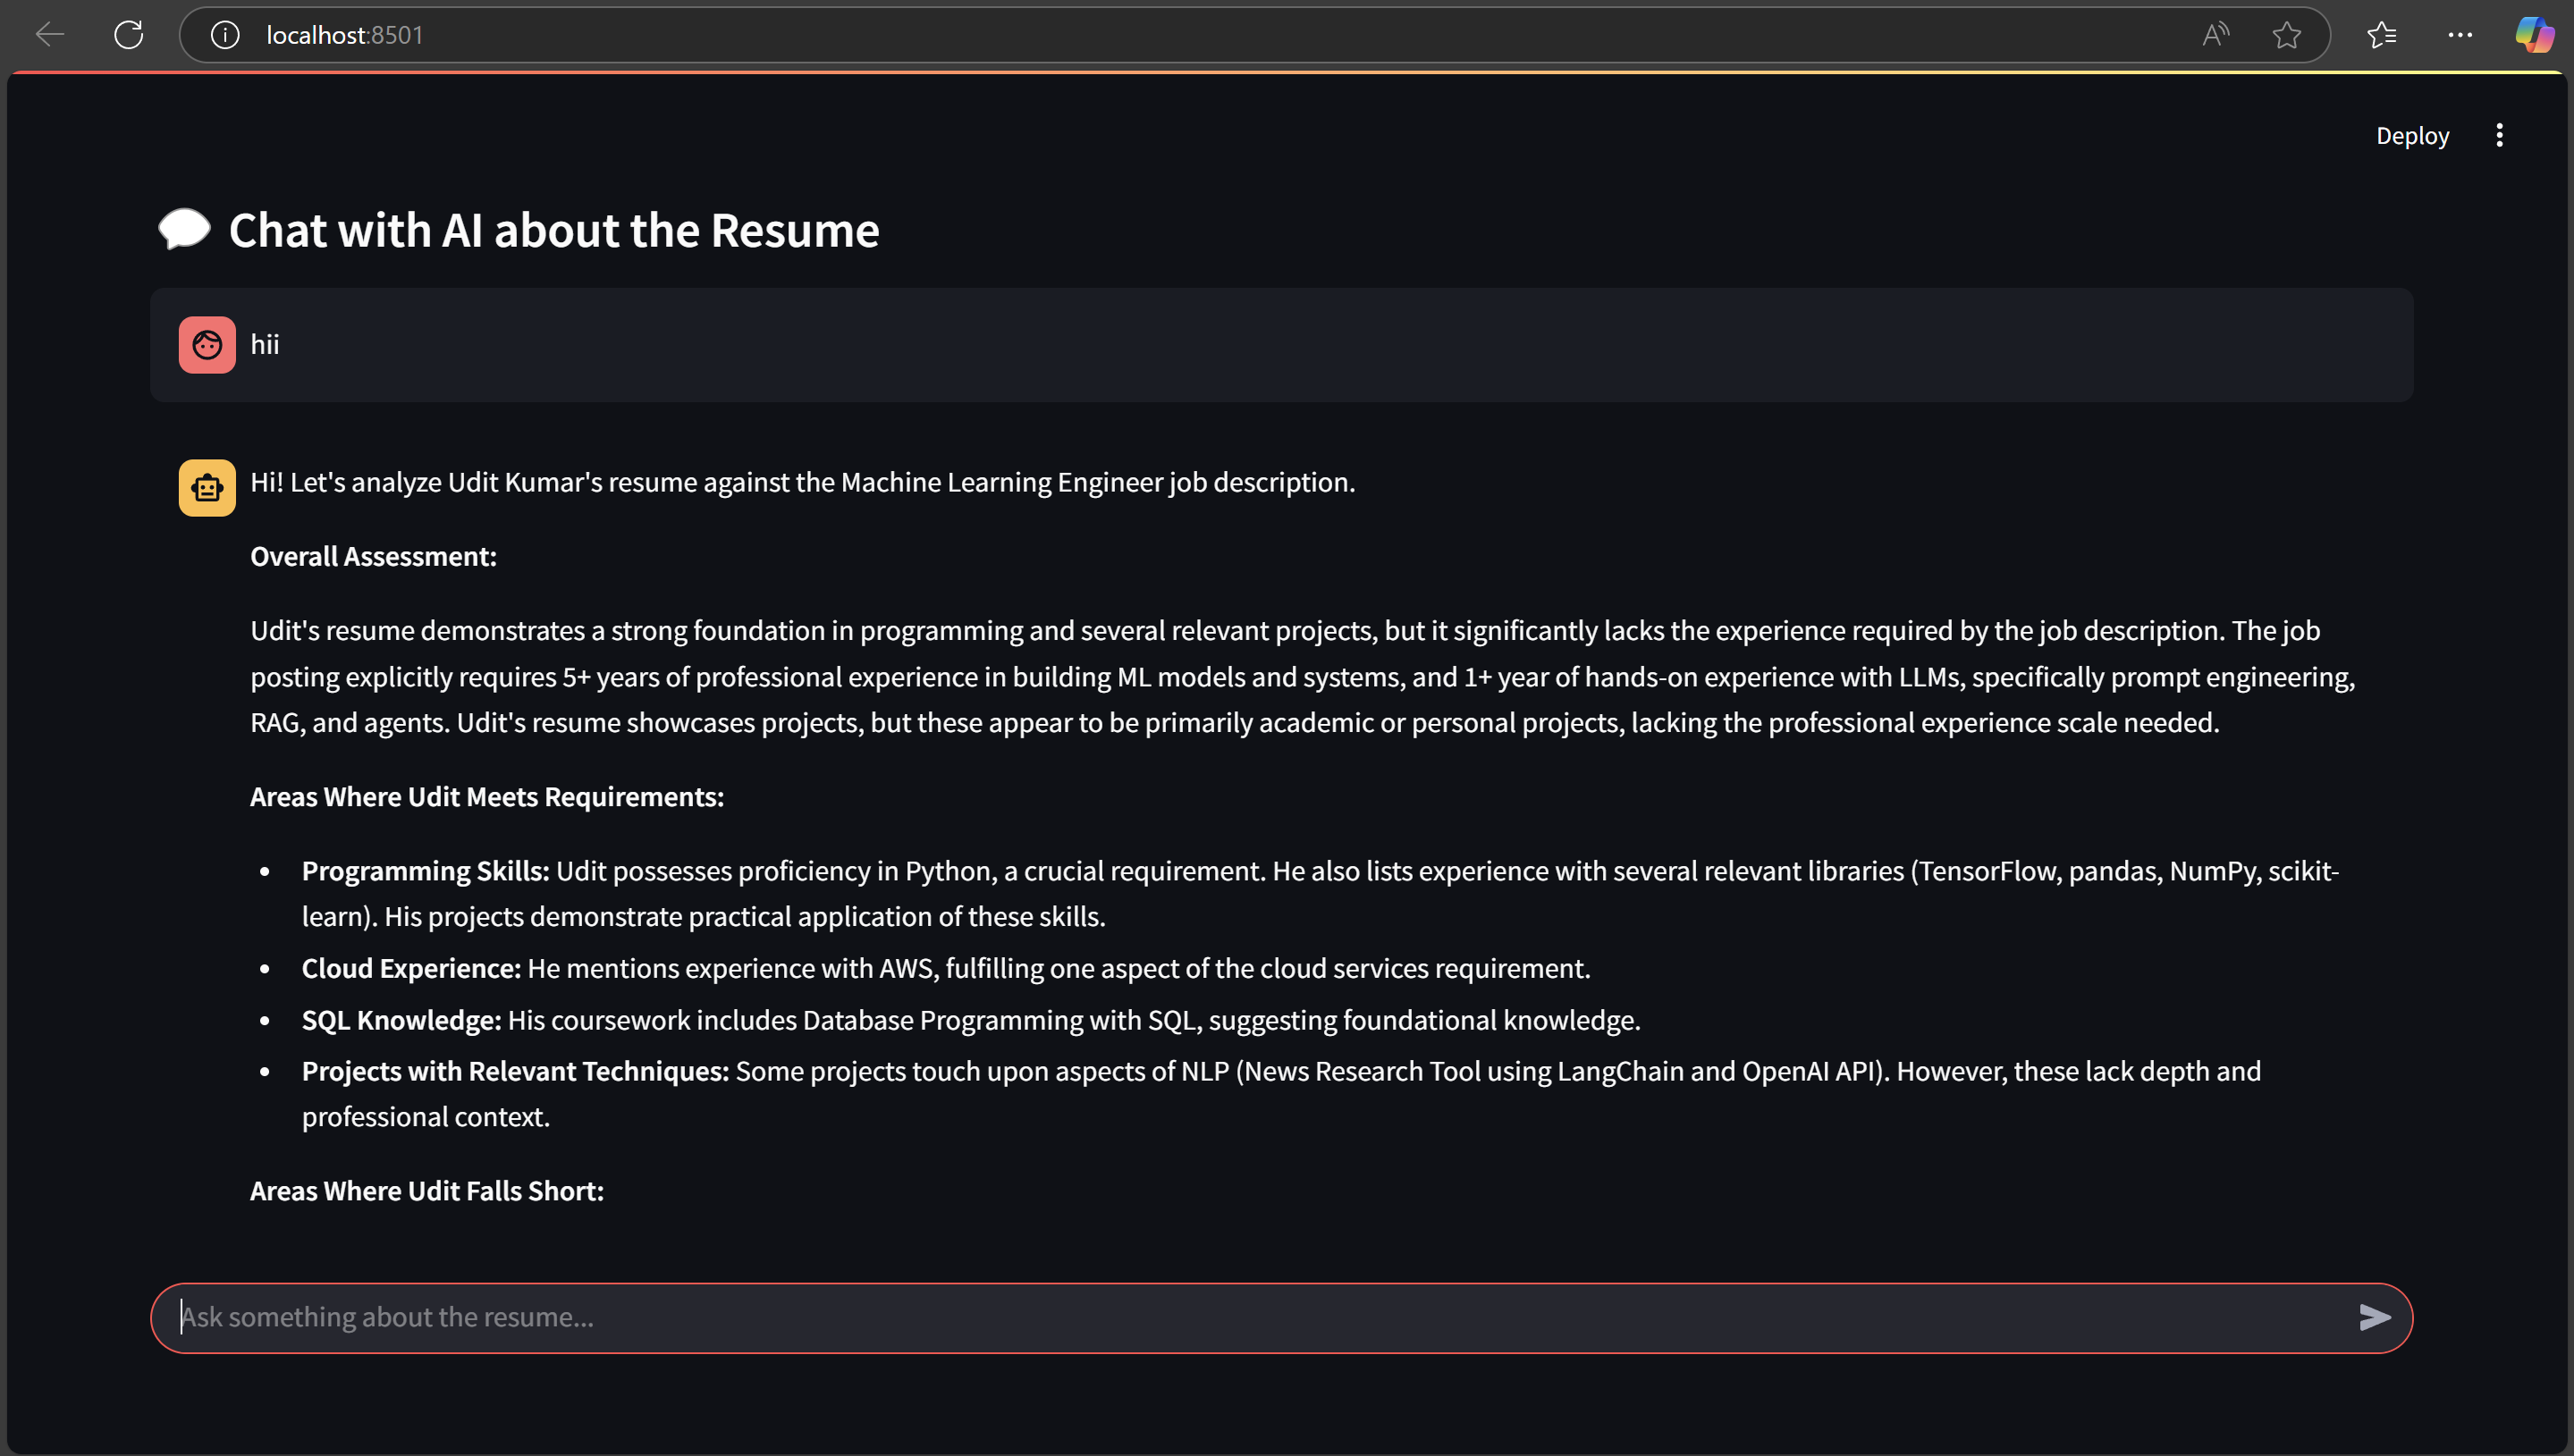 localhost:8501
Deploy
Chat with AI about the Resume
hii
Hi! Let's analyze Udit Kumar's resume against the Machine Learning Engineer job description.
Overall Assessment:
Udit's resume demonstrates a strong foundation in programming and several relevant projects, but it significantly lacks the experience required by the job description. The job
posting explicitly requires 5+ years of professional experience in building ML models and systems, and 1+ year of hands-on experience with LLMs, specifically prompt engineering,
RAG, and agents. Udit's resume showcases projects, but these appear to be primarily academic or personal projects, lacking the professional experience scale needed.
Areas Where Udit Meets Requirements:
• Programming Skills: Udit possesses proficiency in Python, a crucial requirement. He also lists experience with several relevant libraries (TensorFlow, pandas, NumPy, scikit-
learn). His projects demonstrate practical application of these skills.
• Cloud Experience: He mentions experience with AWS, fulfilling one aspect of the cloud services requirement.
• SQL Knowledge: His coursework includes Database Programming with SQL, suggesting foundational knowledge.
• Projects with Relevant Techniques: Some projects touch upon aspects of NLP (News Research Tool using LangChain and OpenAI API). However, these lack depth and
professional context.
Areas Where Udit Falls Short:
Ask something about the resume...